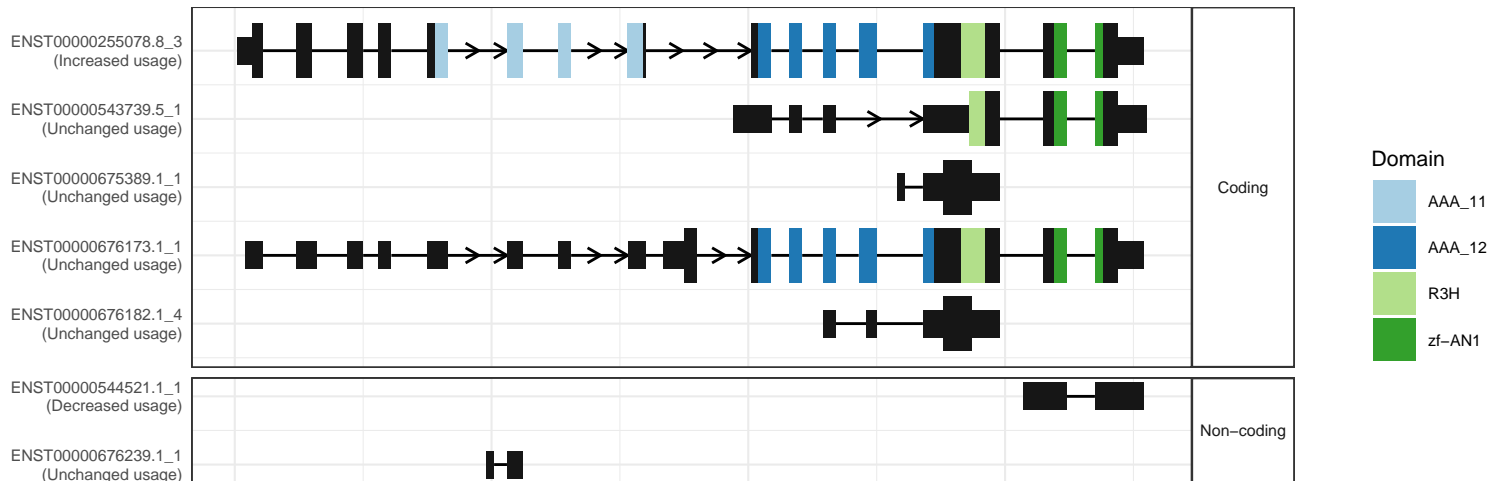 ENST00000255078.8_3
(Increased usage)
ENST00000543739.5_1
(Unchanged usage)
ENST00000675389.1_1
(Unchanged usage)
ENST00000676173.1_1
(Unchanged usage)
ENST00000676182.1_4
(Unchanged usage)
Coding
ENST00000544521.1_1
(Decreased usage)
ENST00000676239.1_1
(Unchanged usage)
Non−coding
Domain
AAA_11
AAA_12
R3H
zf−AN1